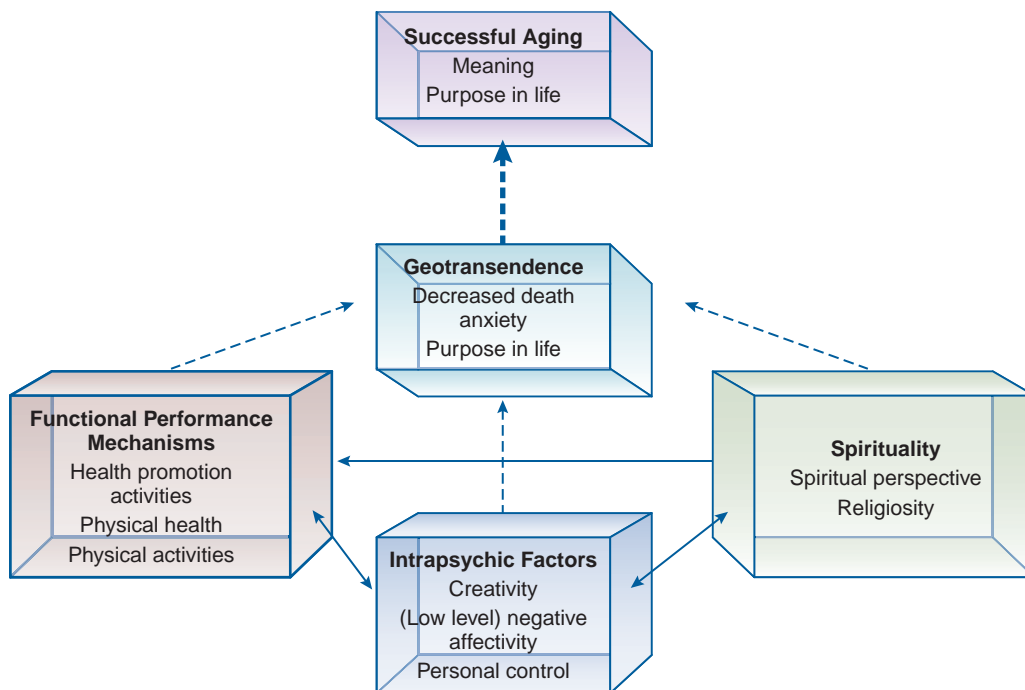 Successful Aging
Meaning
Purpose in life
Geotransendence
Decreased death
anxiety
Purpose in life
Functional Performance
Mechanisms
Health promotion
activities
Physical health
Physical activities
Spirituality
Spiritual perspective
Religiosity
Intrapsychic Factors
Creativity
(Low level) negative
affectivity
Personal control